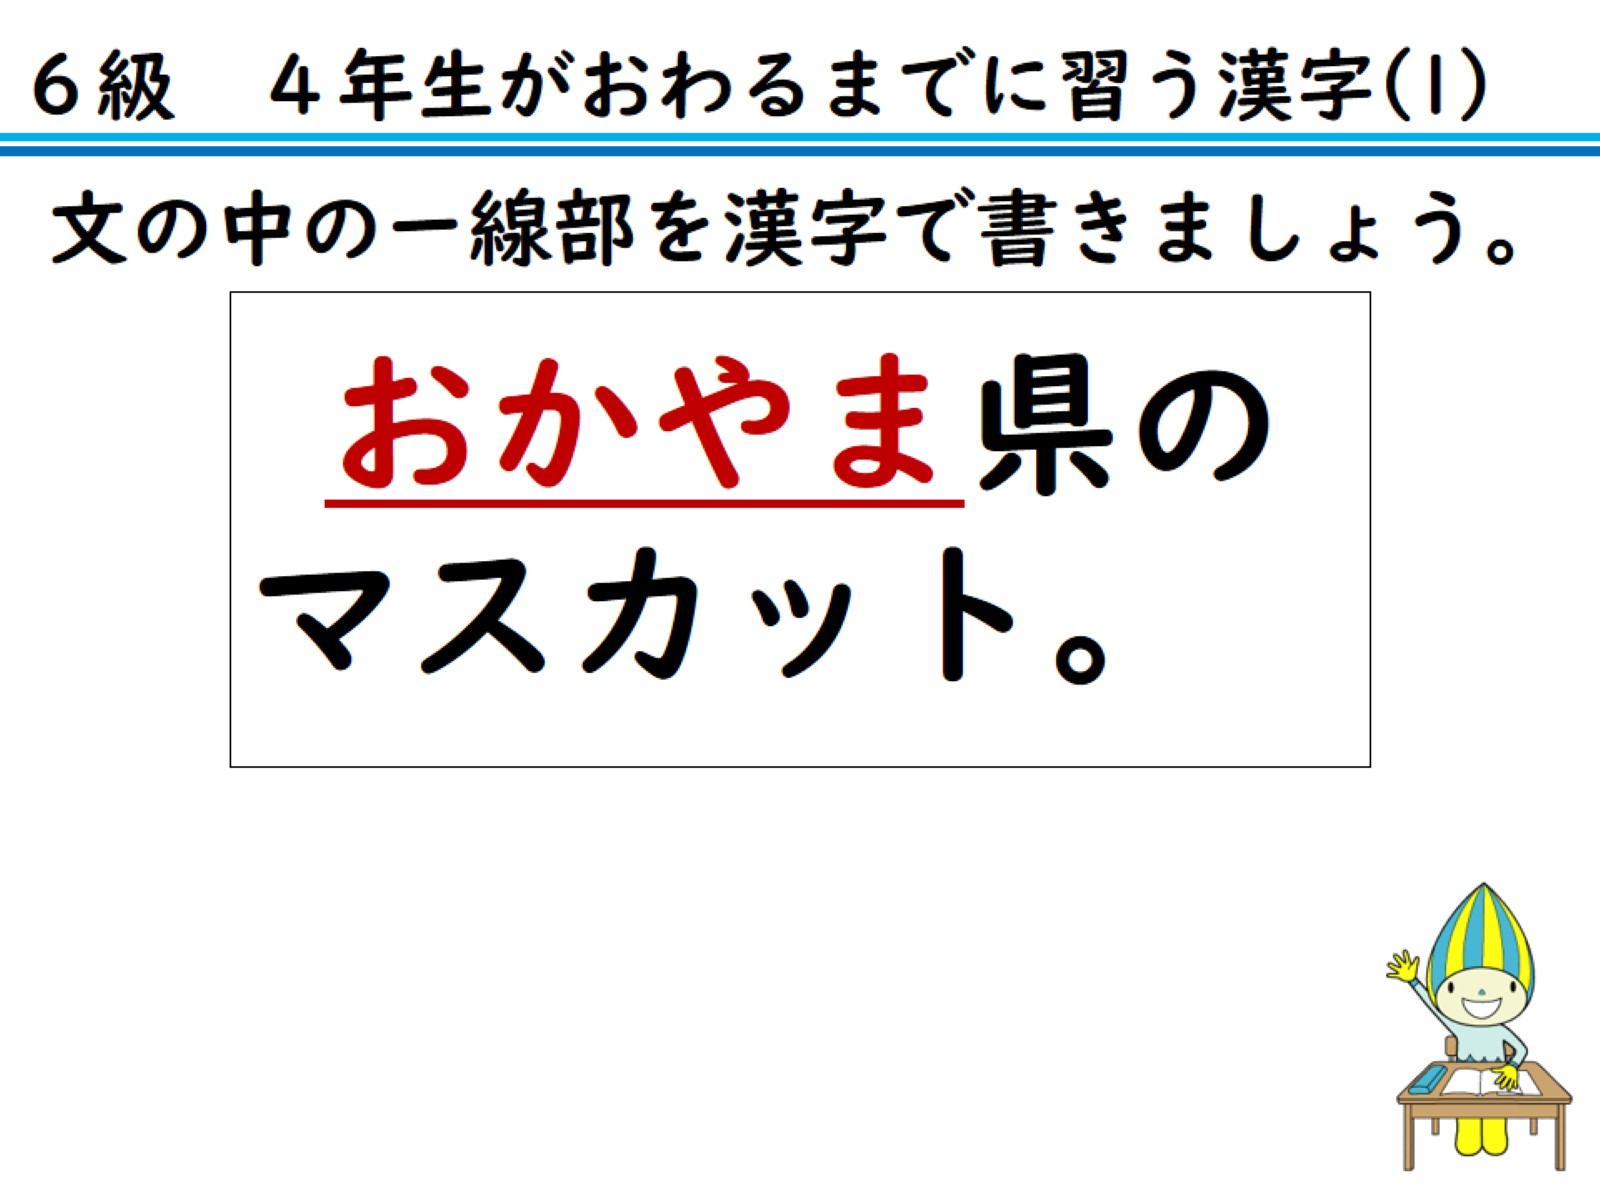 ６級　４年生がおわるまでに習う漢字(1)
文の中の―線部を漢字で書きましょう。
おかやま県の
マスカット。